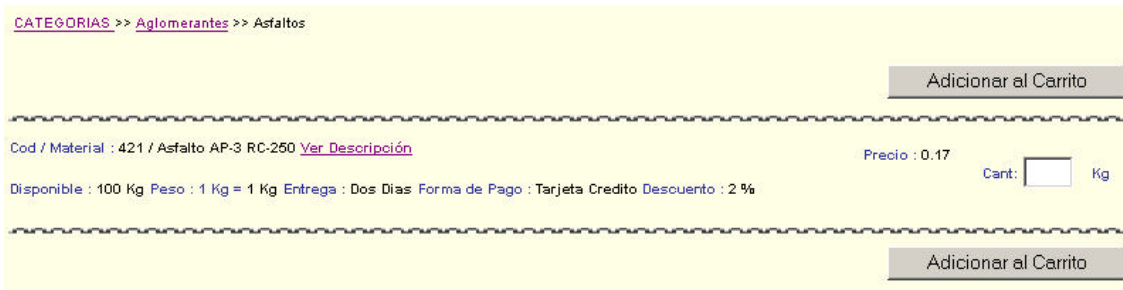 CATEGORIAS >> Aglomerantes >> Asfaltos
Adicionar al Carrito
Cod / Material : 421 / Asfalto AP-3 RC-250 Ver Descripción
Precio : 0.17
Cant: Kg
Disponible : 100 Kg Peso : 1 Kg = 1 Kg Entrega : Dos Dias Forma de Pago : Tarjeta Credito Descuento : 2 %
Adicionar al Carrito